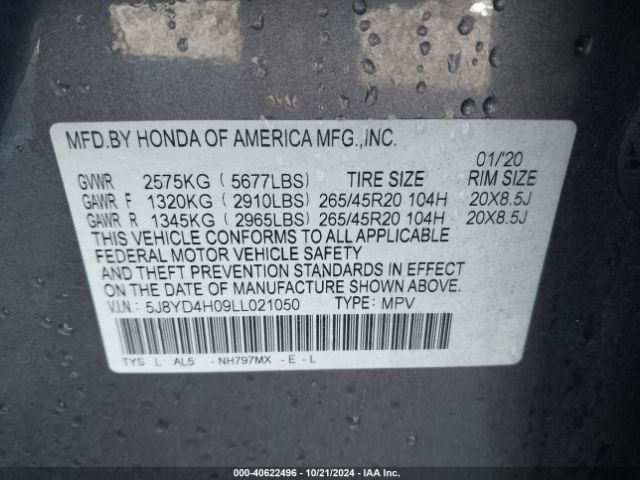 MFD.BY HONDA OF AMERICA MFG.,INC.
01/'20
GVWR 2575KG ( 5677LBS) TIRE SIZE RIM SIZE
GAWR F 1320KG ( 2910LBS) 265/45R20 104H 20X8.5J
GAWR R 1345KG ( 2965LBS) 265/45R20 104H 20X8.5J
THIS VEHICLE CONFORMS TO ALL APPLICABLE
FEDERAL MOTOR VEHICLE SAFETY
AND THEFT PREVENTION STANDARDS IN EFFECT
ON THE DATE OF MANUFACTURE SHOWN ABOVE.
V.I.N.: 5J8YD4H09LL021050 TYPE: MPV
TYS L AL5 - NH797MX - E - L
000-40622496 - 10/21/2024 - IAA Inc.